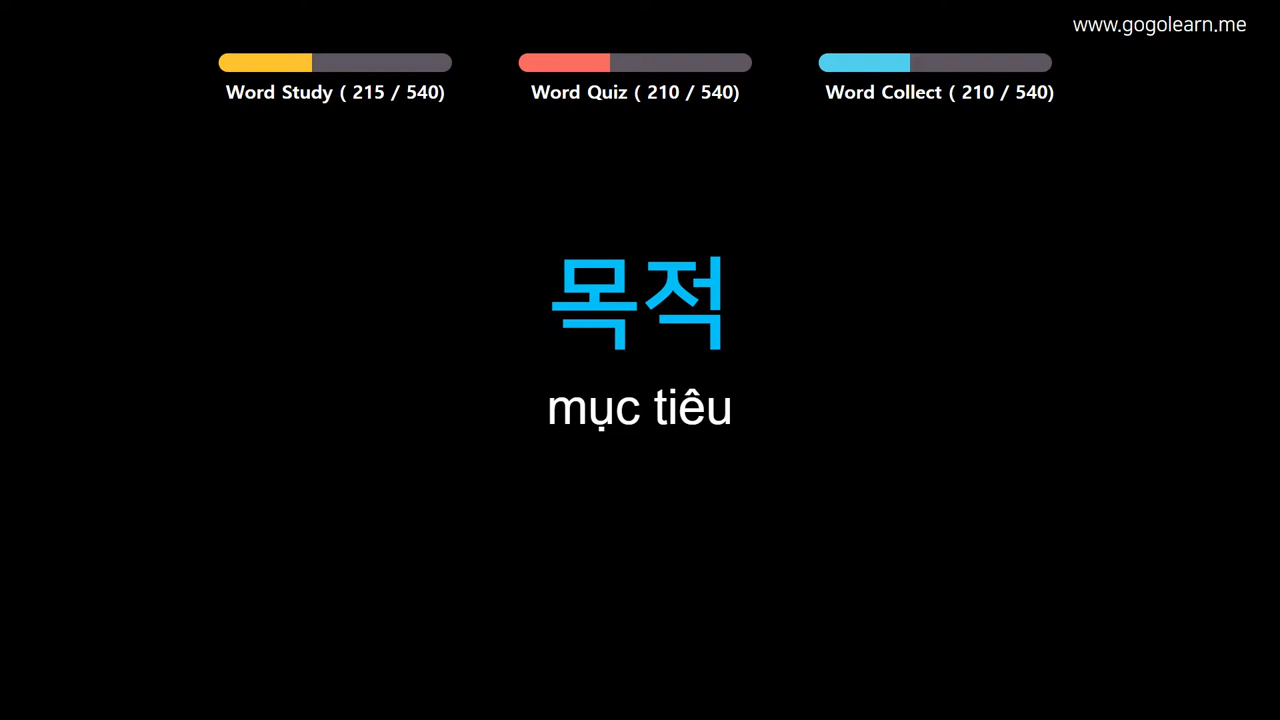 www.gogolearn.me
Word Study ( 215 / 540)
Word Quiz ( 210 / 540)
Word Collect ( 210 / 540)
목적
mục tiêu